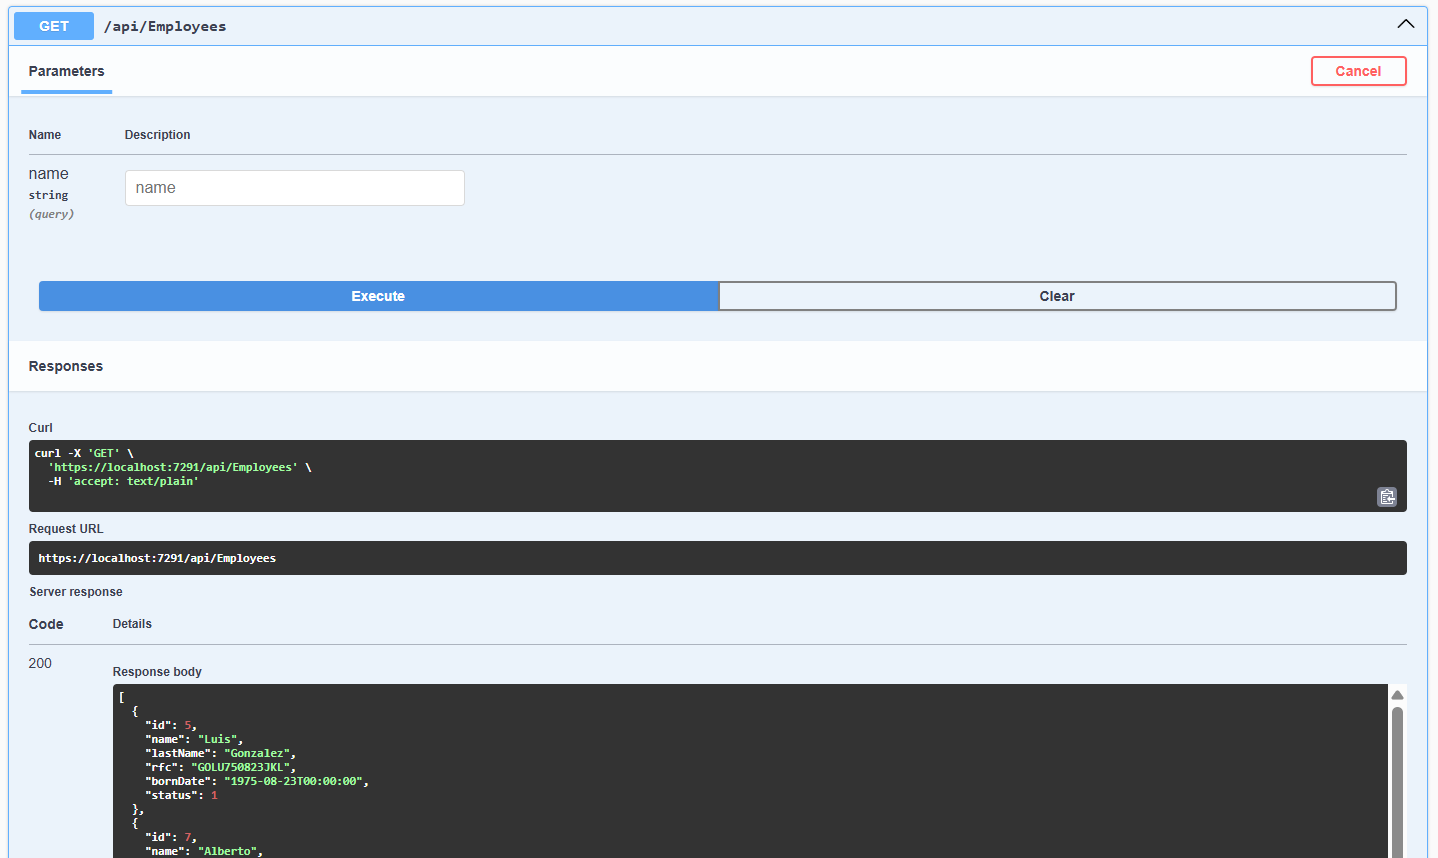 GET /api/Employees
Parameters
Cancel
Name Description
name
string
(query)
name
Execute Clear
Responses
Curl
curl -X 'GET' \
  'https://localhost:7291/api/Employees' \
  -H 'accept: text/plain'
Request URL
https://localhost:7291/api/Employees
Server response
Code Details
200
Response body
[
  {
    "id": 5,
    "name": "Luis",
    "lastName": "Gonzalez",
    "rfc": "GOLU750823JKL",
    "bornDate": "1975-08-23T00:00:00",
    "status": 1
  },
  {
    "id": 7,
    "name": "Alberto",